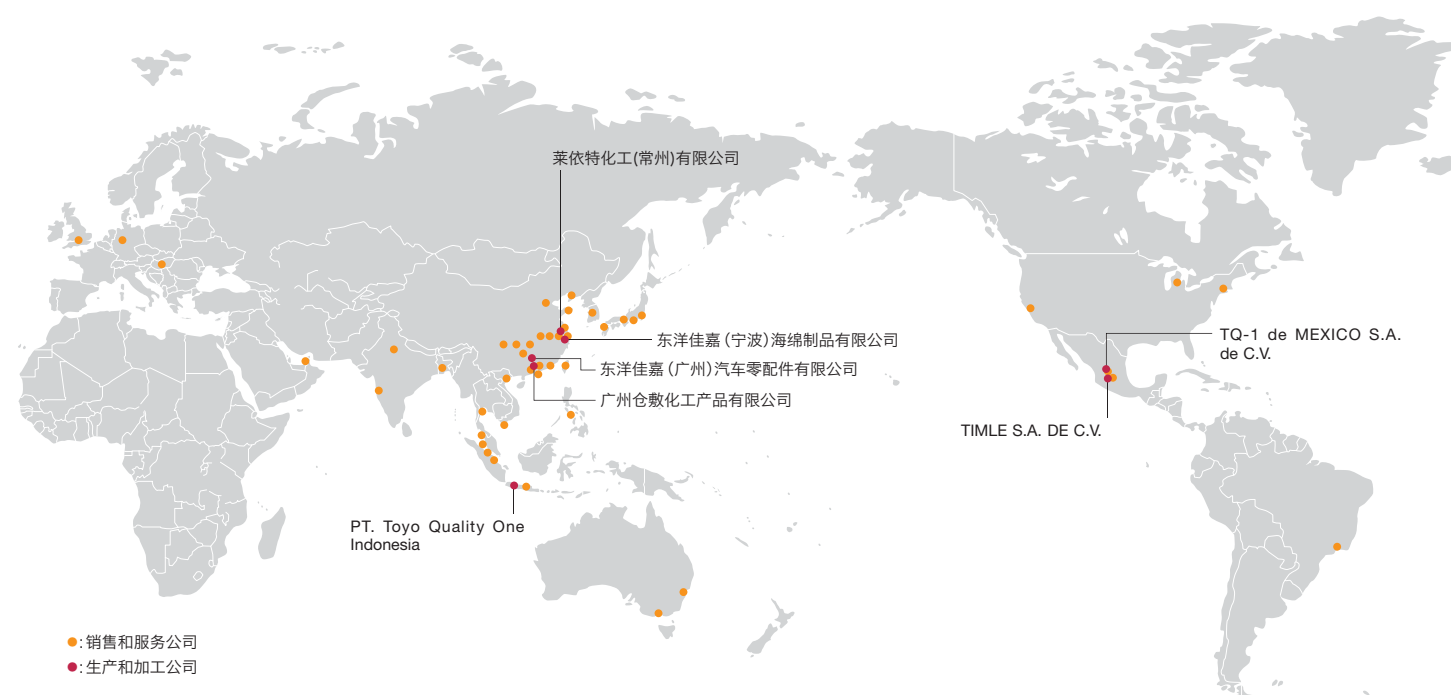 莱依特化工(常州)有限公司
东洋佳嘉（宁波）海绵制品有限公司
TQ-1 de MEXICO S.A.
de C.V.
东洋佳嘉（广州）汽车零配件有限公司
广州仓敷化工产品有限公司
TIMLE S.A. DE C.V.
PT. Toyo Quality One
Indonesia
:销售和服务公司
:生产和加工公司